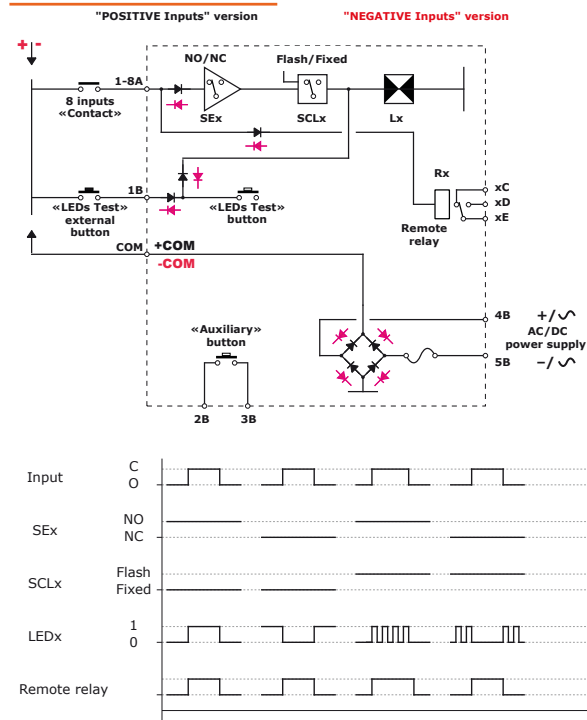 "POSITIVE Inputs" version
"NEGATIVE Inputs" version
+ -
NO/NC
Flash/Fixed
1-8A
8 inputs
«Contact»
SEx
SCLx
Lx
Rx
xC
xD
xE
1B
«LEDs Test»
external
button
«LEDs Test»
button
Remote
relay
COM
+COM
-COM
4B
+/
AC/DC
power supply
5B
−/
«Auxiliary»
button
2B
3B
Input
C
O
SEx
NO
NC
SCLx
Flash
Fixed
LEDx
1
0
Remote relay